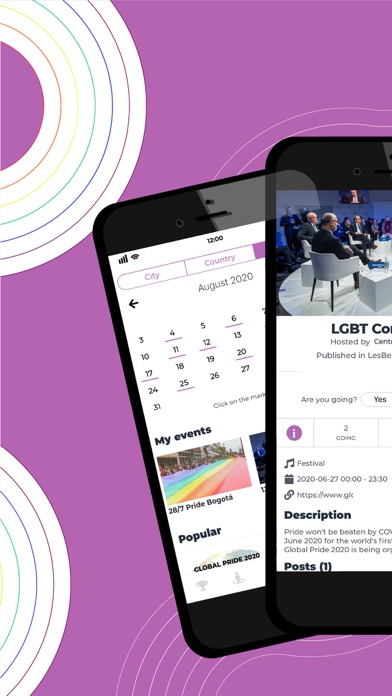 12:00
City
Country
August 2020
3 4 5 6
10 11 12 13
17 18 19 20
24 25 26 27
31
Click on the mark
My events
28/7 Pride Bogotá
Popular
GLOBAL PRIDE 2020
LGBT Con
Hosted by Centr
Published in LesBe
Are you going? Yes
2
GOING
Festival
2020-06-27 00:00 - 23:30
https://www.glo
Description
Pride won't be beaten by COV
June 2020 for the world's first
Global Pride 2020 is being org
Posts (1)